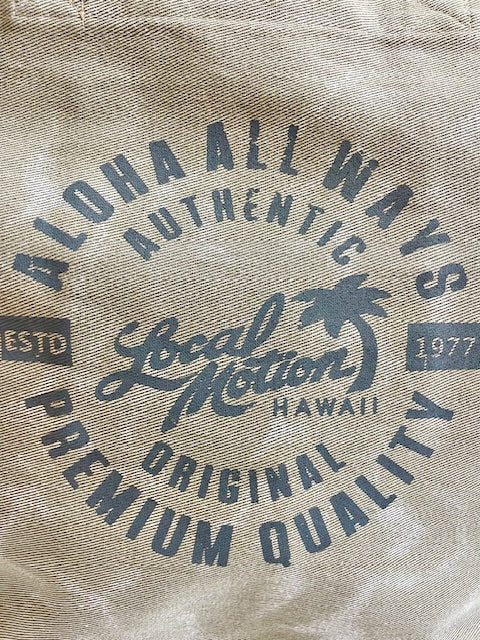 ALOHA ALL WAYS
AUTHENTIC
ESTD
1977
Local
Motion
HAWAII
ORIGINAL
PREMIUM QUALITY